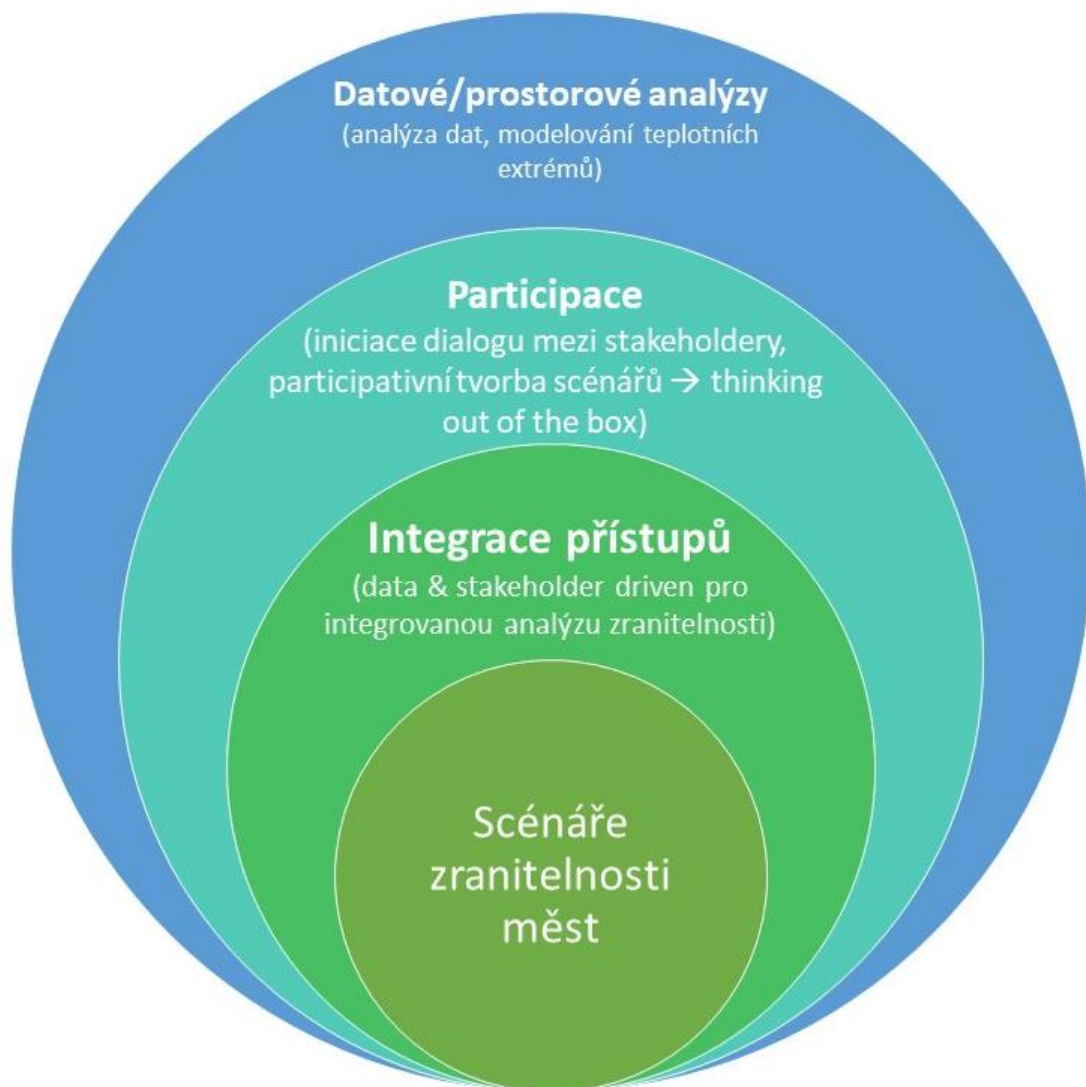 Datové/prostorové analýzy
(analýza dat, modelování teplotních
extrémů)
Participace
(iniciace dialogu mezi stakeholdery,
participativní tvorba scénářů → thinking
out of the box)
Integrace přístupů
(data & stakeholder driven pro
integrovanou analýzu zranitelnosti)
Scénáře
zranitelnosti
měst